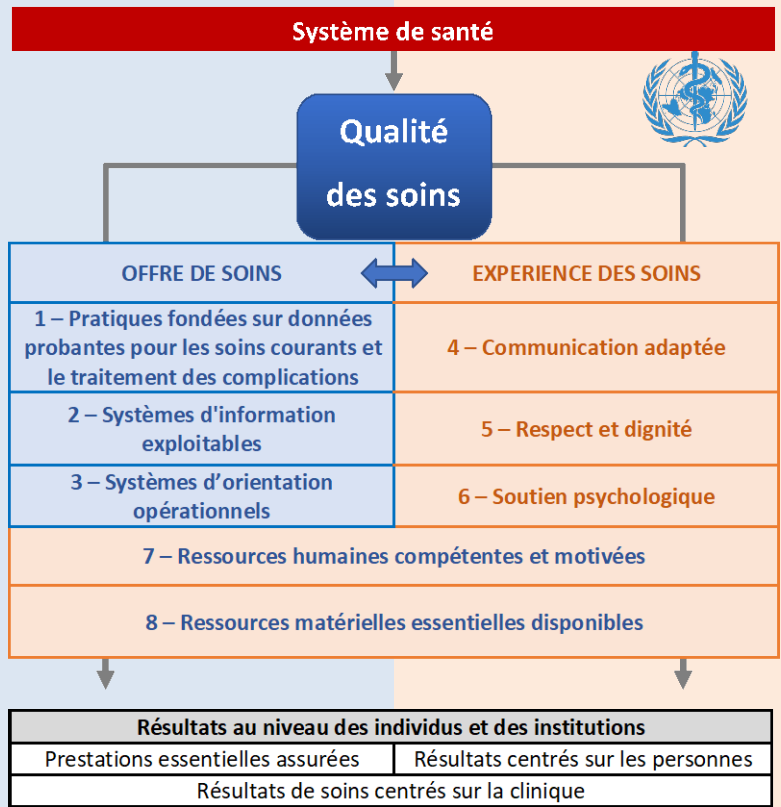 Système de santé
Qualité
des soins
OFFRE DE SOINS
EXPERIENCE DES SOINS
1 – Pratiques fondées sur données
probantes pour les soins courants et
le traitement des complications
4 – Communication adaptée
2 – Systèmes d'information
exploitables
5 – Respect et dignité
3 – Systèmes d’orientation
opérationnels
6 – Soutien psychologique
7 – Ressources humaines compétentes et motivées
8 – Ressources matérielles essentielles disponibles
Résultats au niveau des individus et des institutions
Prestations essentielles assurées
Résultats centrés sur les personnes
Résultats de soins centrés sur la clinique